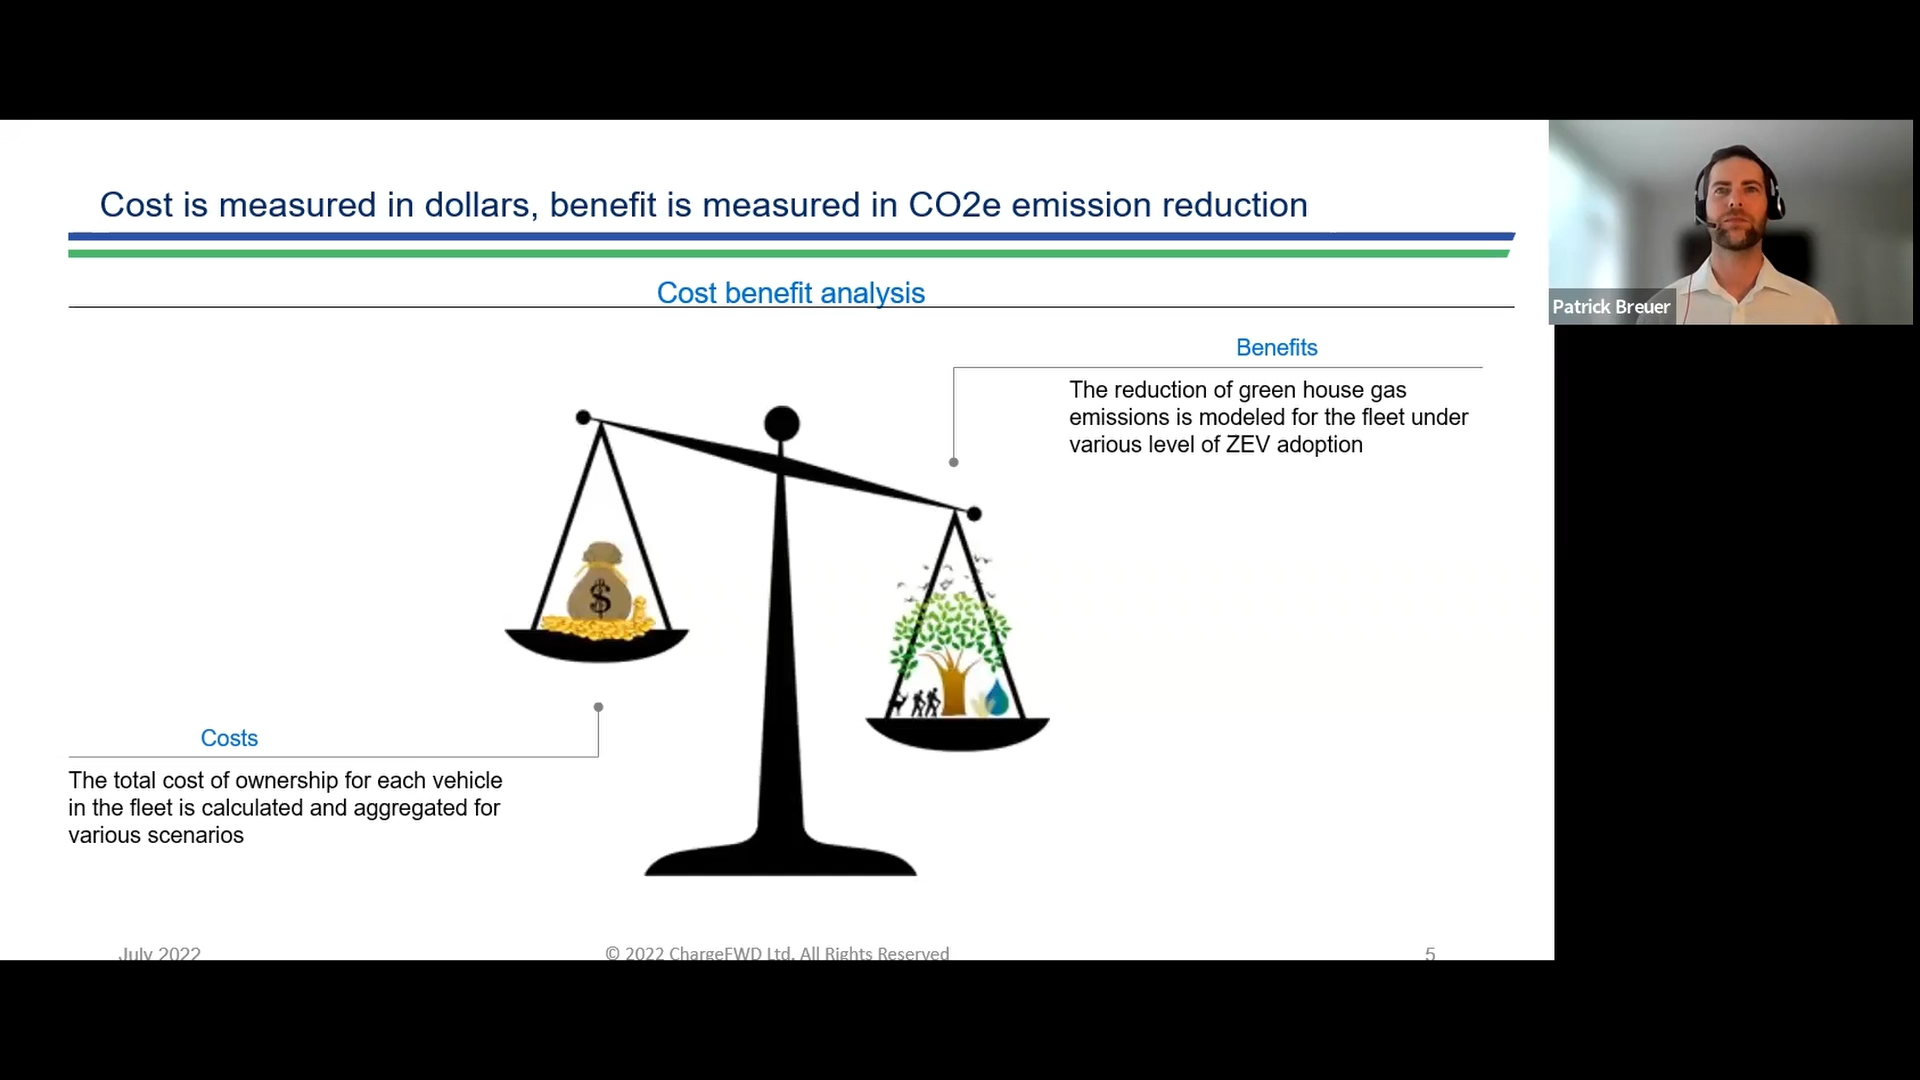 Cost is measured in dollars, benefit is measured in CO2e emission reduction
Cost benefit analysis
Patrick Breuer
Benefits
The reduction of green house gas
emissions is modeled for the fleet under
various level of ZEV adoption
$
Costs
The total cost of ownership for each vehicle
in the fleet is calculated and aggregated for
various scenarios
July 2022
© 2022 ChargeFWD Ltd. All Rights Reserved
5